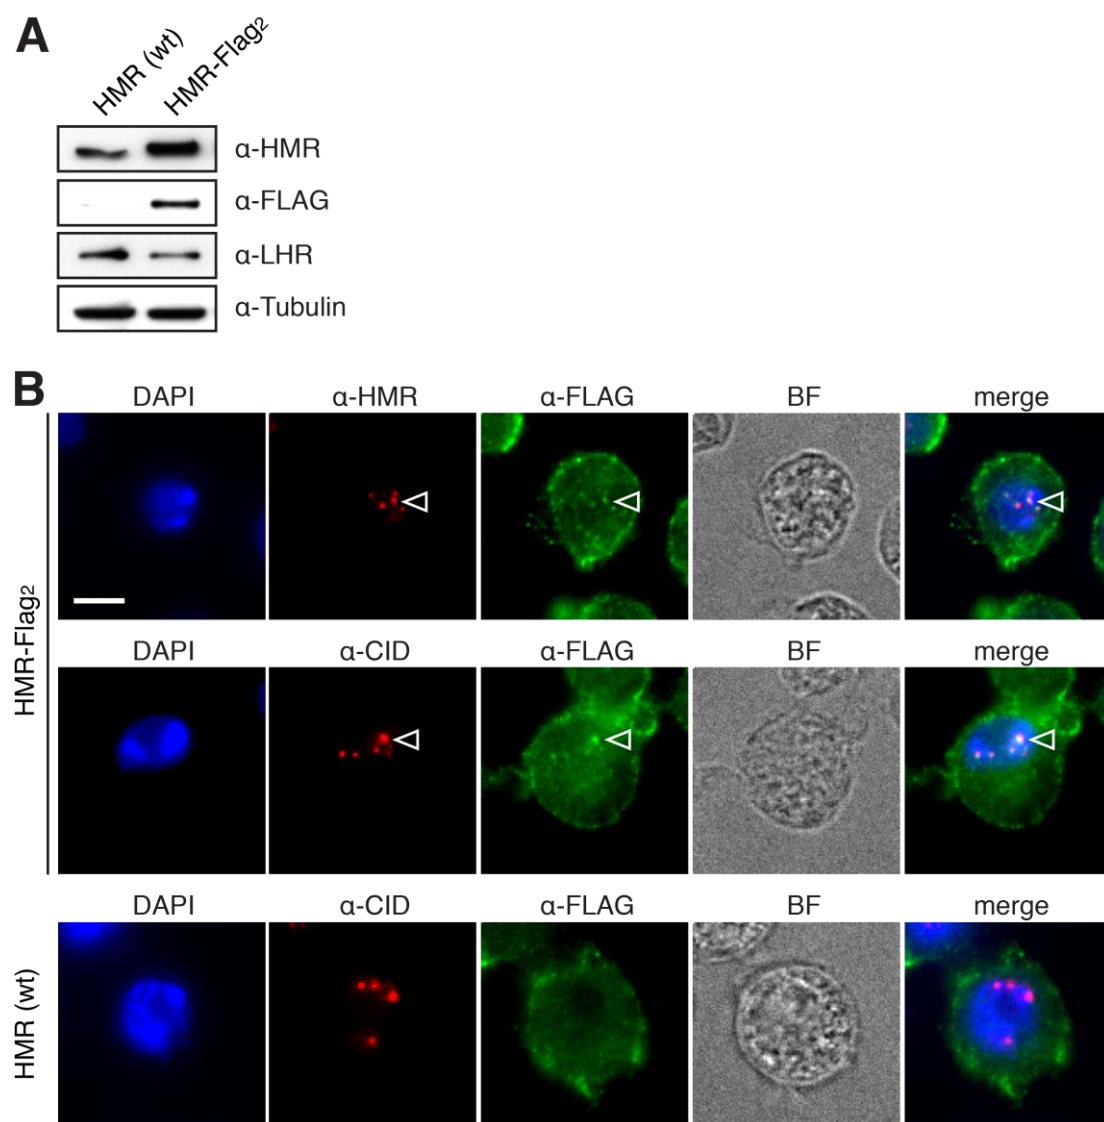 A
HMR (wt)
HMR-Flag2
α-HMR
α-FLAG
α-LHR
α-Tubulin
B
DAPI α-HMR α-FLAG BF merge
HMR-Flag2
DAPI α-CID α-FLAG BF merge
DAPI α-CID α-FLAG BF merge
HMR (wt)